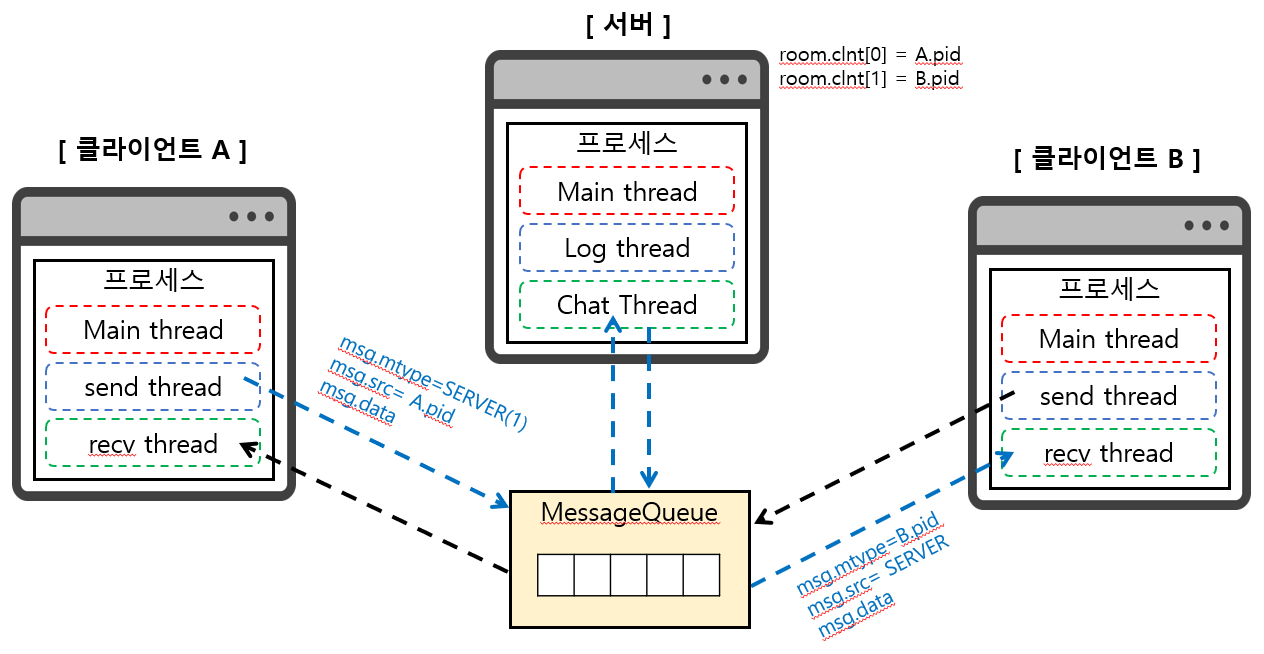 [ 서버 ]
room.clnt[0] = A.pid
room.clnt[1] = B.pid
프로세스
Main thread
Log thread
Chat Thread
[ 클라이언트 A ]
프로세스
Main thread
send thread
recv thread
msg.mtype=SERVER(1)
msg.src= A.pid
msg.data
[ 클라이언트 B ]
프로세스
Main thread
send thread
recv thread
MessageQueue
msg.mtype=B.pid
msg.src= SERVER
msg.data